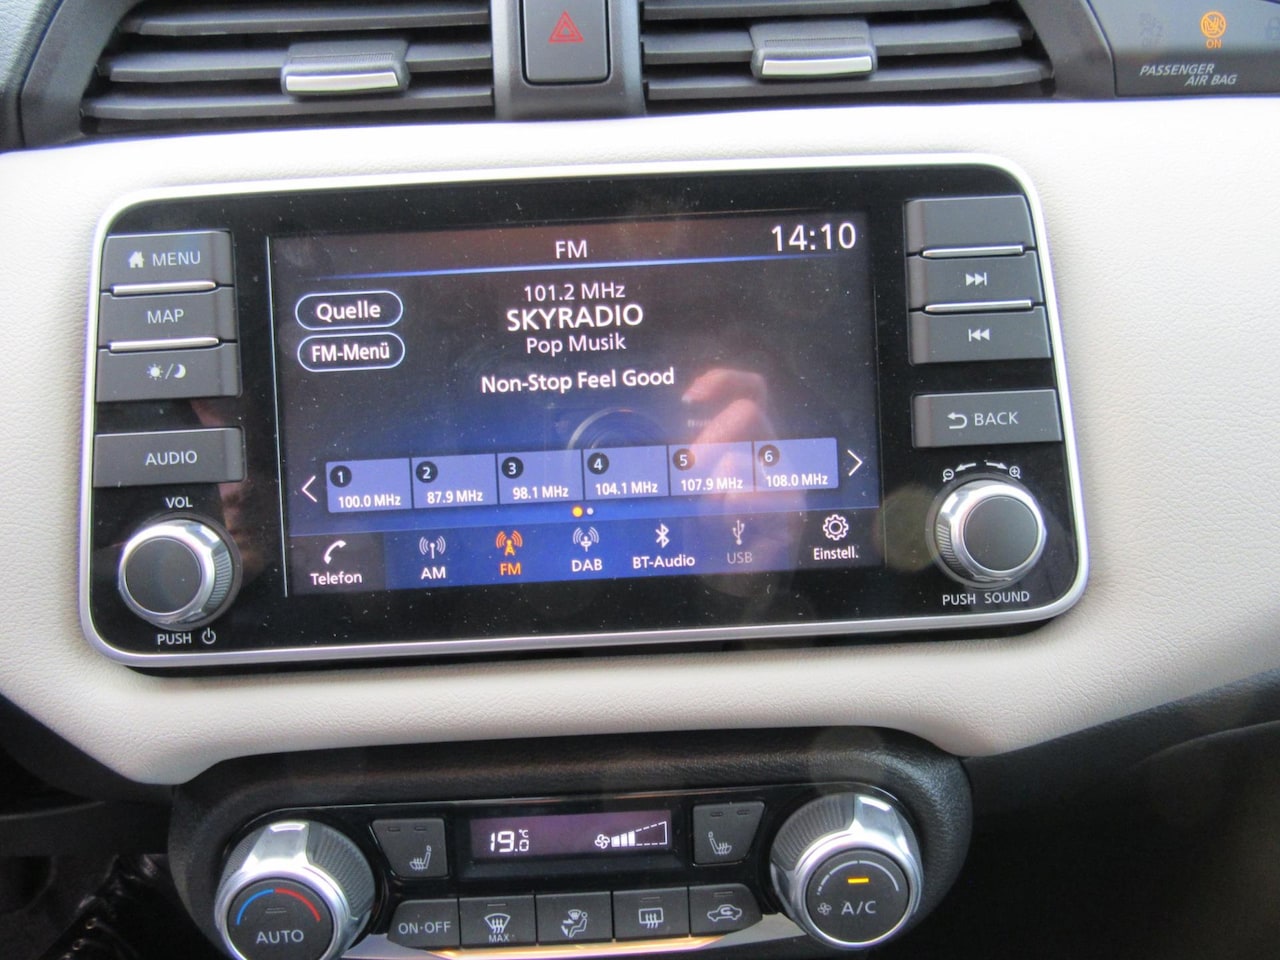 ON
PASSENGER
AIR BAG
MENU
MAP
AUDIO
VOL
PUSH
FM
14:10
Quelle
FM-Menü
101.2 MHz
SKYRADIO
Pop Musik
Non-Stop Feel Good
1 100.0 MHz
2 87.9 MHz
3 98.1 MHz
4 104.1 MHz
5 107.9 MHz
6 108.0 MHz
Telefon
AM
FM
DAB
BT-Audio
USB
Einstell.
BACK
PUSH SOUND
19.0 °C
AUTO
ON·OFF
MAX
A/C